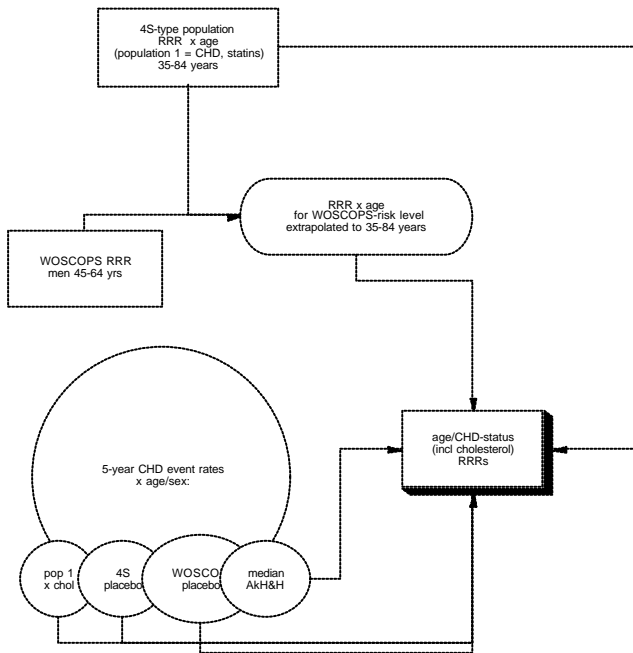 4S-type population
RRR x age
(population 1 = CHD, statins)
35-84 years
RRR x age
for WOSCOPS-risk level
extrapolated to 35-84 years
WOSCOPS RRR
men 45-64 yrs
age/CHD-status
(incl cholesterol)
RRRs
5-year CHD event rates
x age/sex:
pop 1
x chol
4S
placebo
WOSCO
placebo
median
AkH&H